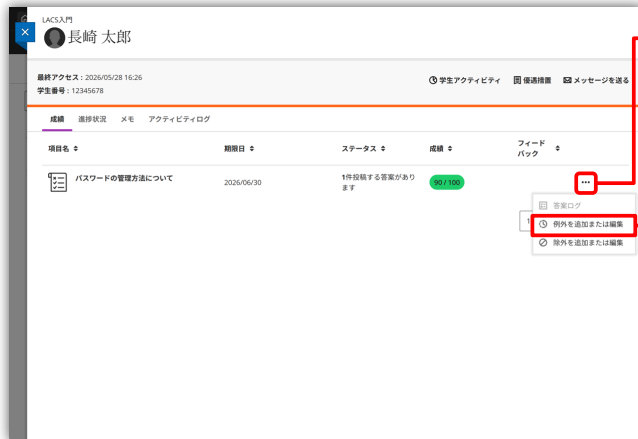 LACS入門
長崎 太郎
最終アクセス : 2026/05/28 16:26
学生番号 : 12345678
学生アクティビティ 優遇措置 メッセージを送る
成績 進捗状況 メモ アクティビティログ
項目名 期限日 ステータス 成績 フィード
バック
パスワードの管理方法について 2026/06/30 1件投稿する答案があり
ます 90 / 100
答案ログ
例外を追加または編集
除外を追加または編集